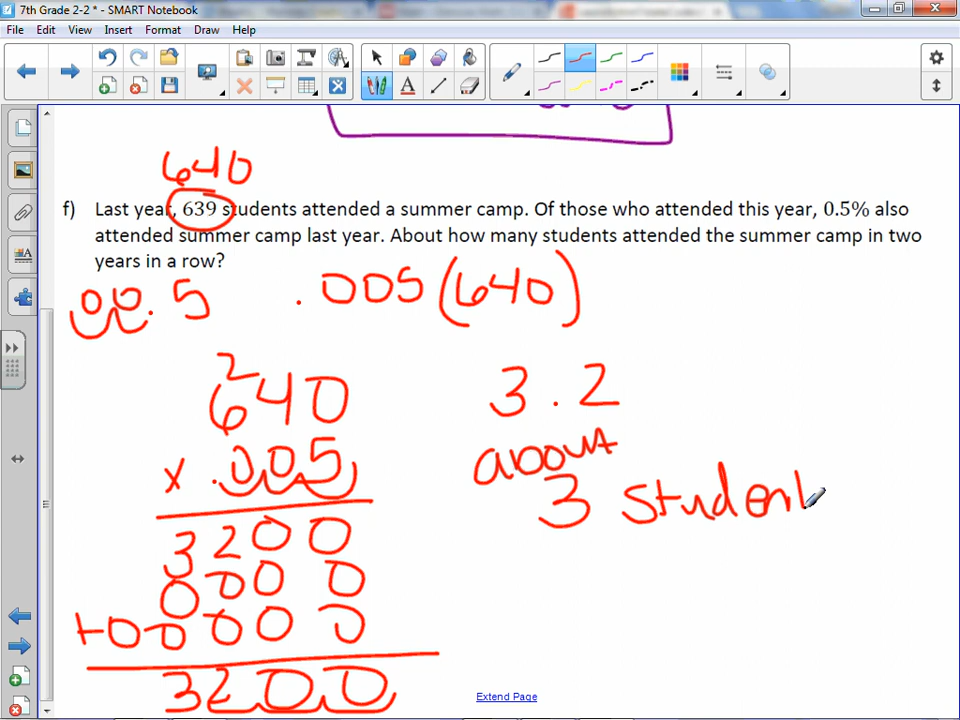 7th Grade 2-2 * - SMART Notebook
File Edit View Insert Format Draw Help
640
f) Last year, 639 students attended a summer camp. Of those who attended this year, 0.5% also
attended summer camp last year. About how many students attended the summer camp in two
years in a row?
00.5 .005(640)
2
640
x .005
3200
0000
+00000
3200
3.2
about
3 student
Extend Page